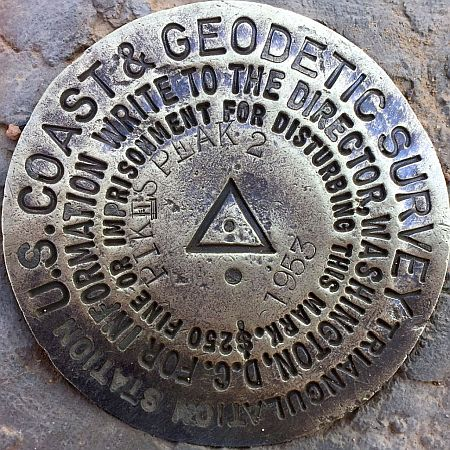 U.S. COAST & GEODETIC SURVEY
TRIANGULATION STATION
FOR INFORMATION WRITE TO THE DIRECTOR, WASHINGTON, D.C.
$250 FINE OR IMPRISONMENT FOR DISTURBING THIS MARK.
PIKES PEAK 2
1953